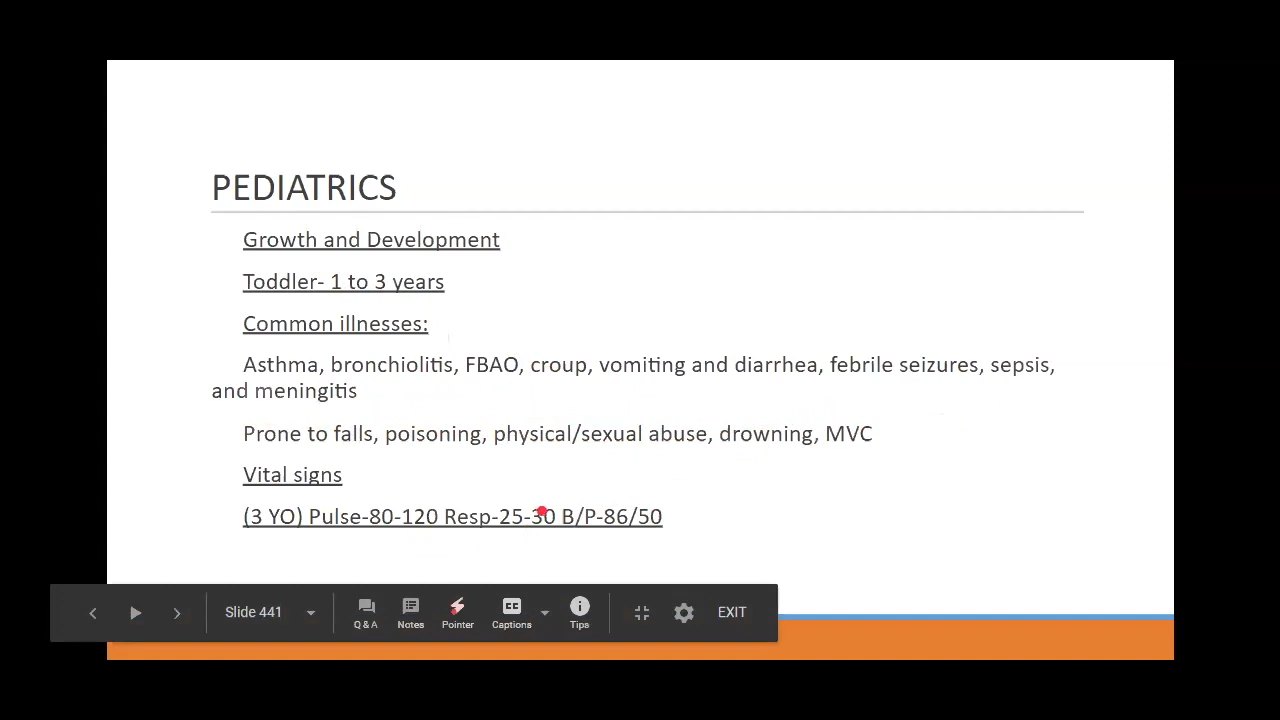 PEDIATRICS
Growth and Development
Toddler- 1 to 3 years
Common illnesses:
Asthma, bronchiolitis, FBAO, croup, vomiting and diarrhea, febrile seizures, sepsis,
and meningitis
Prone to falls, poisoning, physical/sexual abuse, drowning, MVC
Vital signs
(3 YO) Pulse-80-120 Resp-25-30 B/P-86/50
Slide 441
Q & A
Notes
Pointer
CC
Captions
Tips
EXIT